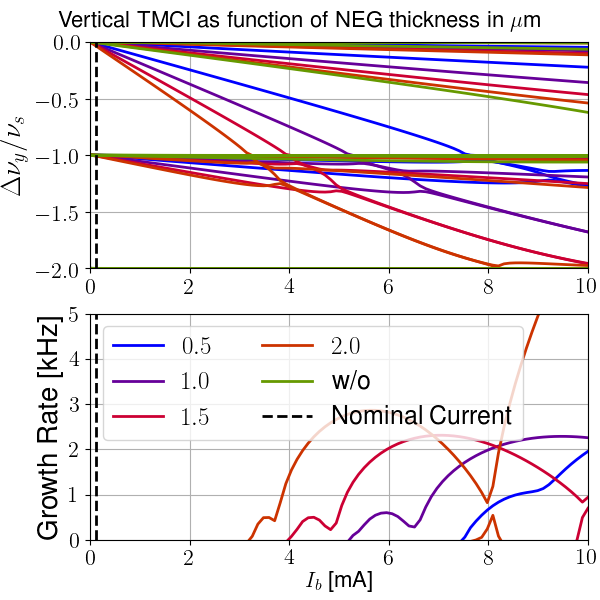 Vertical TMCI as function of NEG thickness in μm
Δν_y/ν_s
0.0
−0.5
−1.0
−1.5
−2.0
0 2 4 6 8 10
Growth Rate [kHz]
5
4
3
2
1
0
0.5 2.0
1.0 w/o
1.5 Nominal Current
0 2 4 6 8 10
I_b [mA]